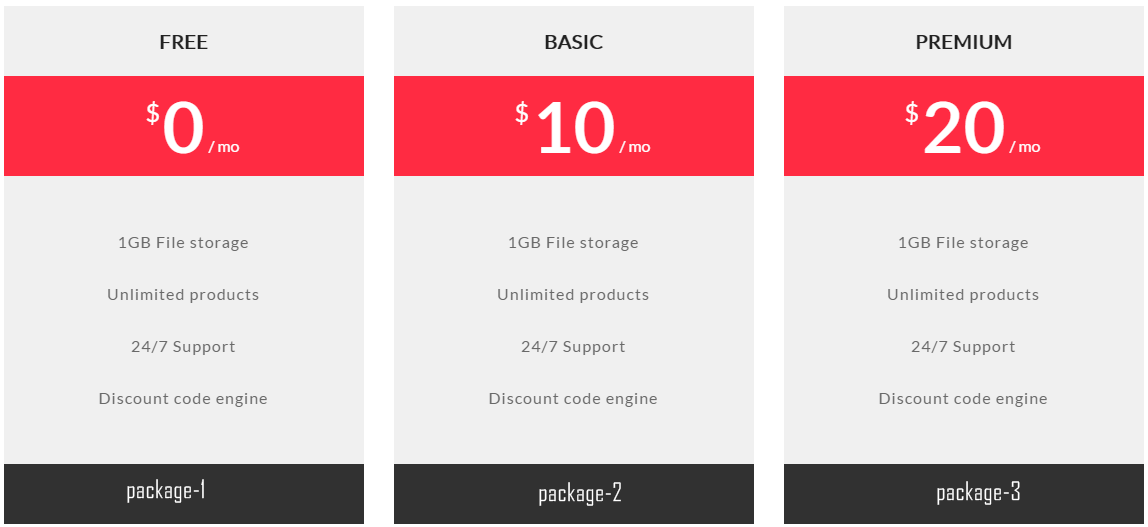 FREE
$0 / mo
1GB File storage
Unlimited products
24/7 Support
Discount code engine
package-1
BASIC
$10 / mo
1GB File storage
Unlimited products
24/7 Support
Discount code engine
package-2
PREMIUM
$20 / mo
1GB File storage
Unlimited products
24/7 Support
Discount code engine
package-3